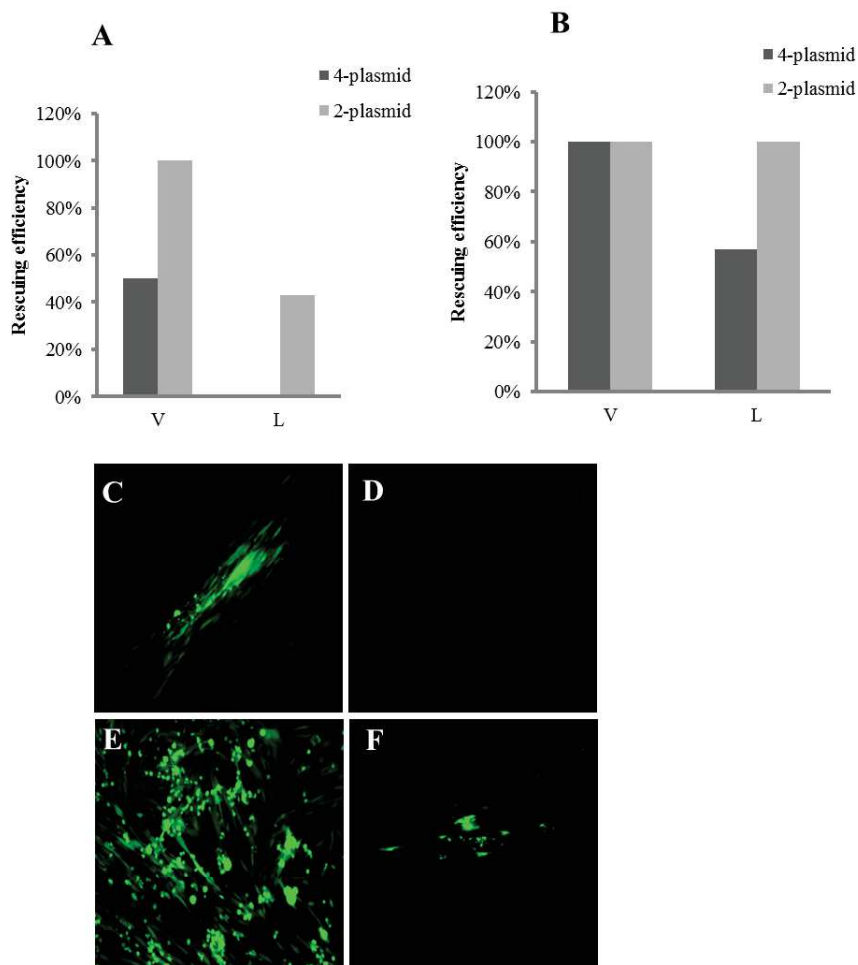 A
4-plasmid
2-plasmid
Rescuing efficiency
120%
100%
80%
60%
40%
20%
0%
V L
B
4-plasmid
2-plasmid
Rescuing efficiency
120%
100%
80%
60%
40%
20%
0%
V L
C
D
E
F